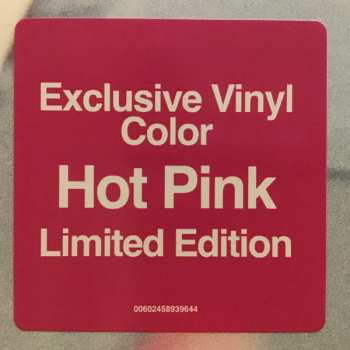 Exclusive Vinyl
Color
Hot Pink
Limited Edition
00602458939644